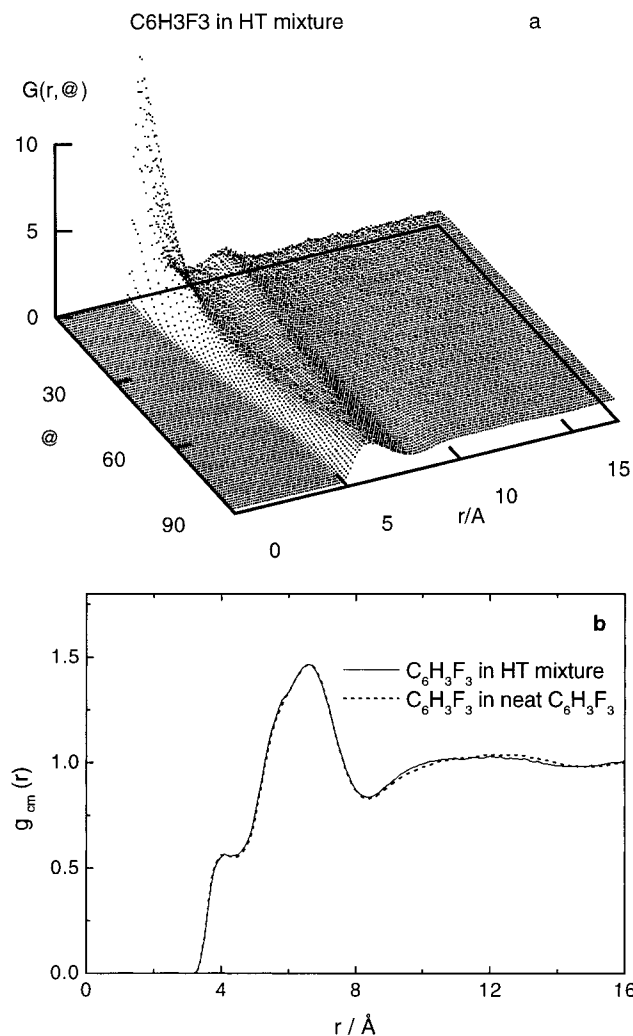 C6H3F3 in HT mixture
a
G(r,@)
10
5
0
30
@
60
90
0
5
r/A
10
15
b
C₆H₃F₃ in HT mixture
C₆H₃F₃ in neat C₆H₃F₃
g cm (r)
1.5
1.0
0.5
0.0
0
4
8
12
16
r / Å